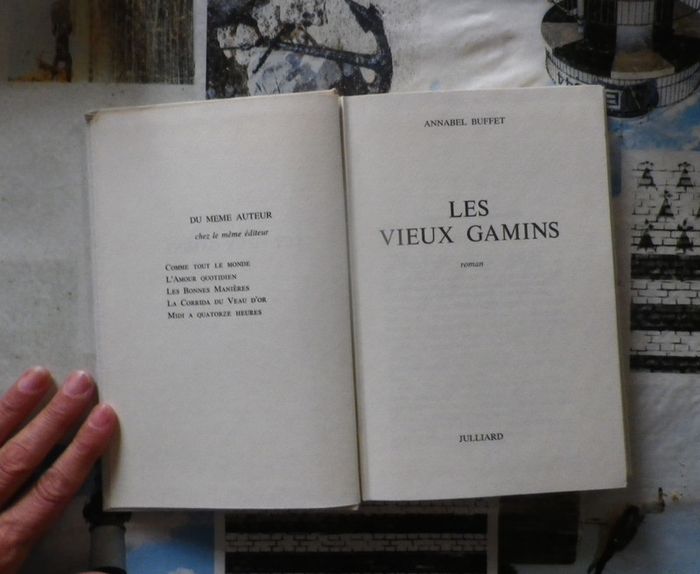 DU MEME AUTEUR
chez le même éditeur
COMME TOUT LE MONDE
L'AMOUR QUOTIDIEN
LES BONNES MANIÈRES
LA CORRIDA DU VEAU D'OR
MIDI A QUATORZE HEURES
ANNABEL BUFFET
LES
VIEUX GAMINS
roman
JULLIARD